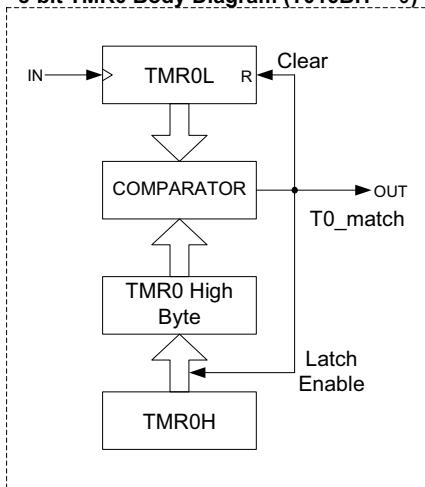 8-bit TMR0 Body Diagram (T016BIT = 0)
IN
TMR0L
R
Clear
COMPARATOR
OUT
T0_match
TMR0 High
Byte
Latch
Enable
TMR0H